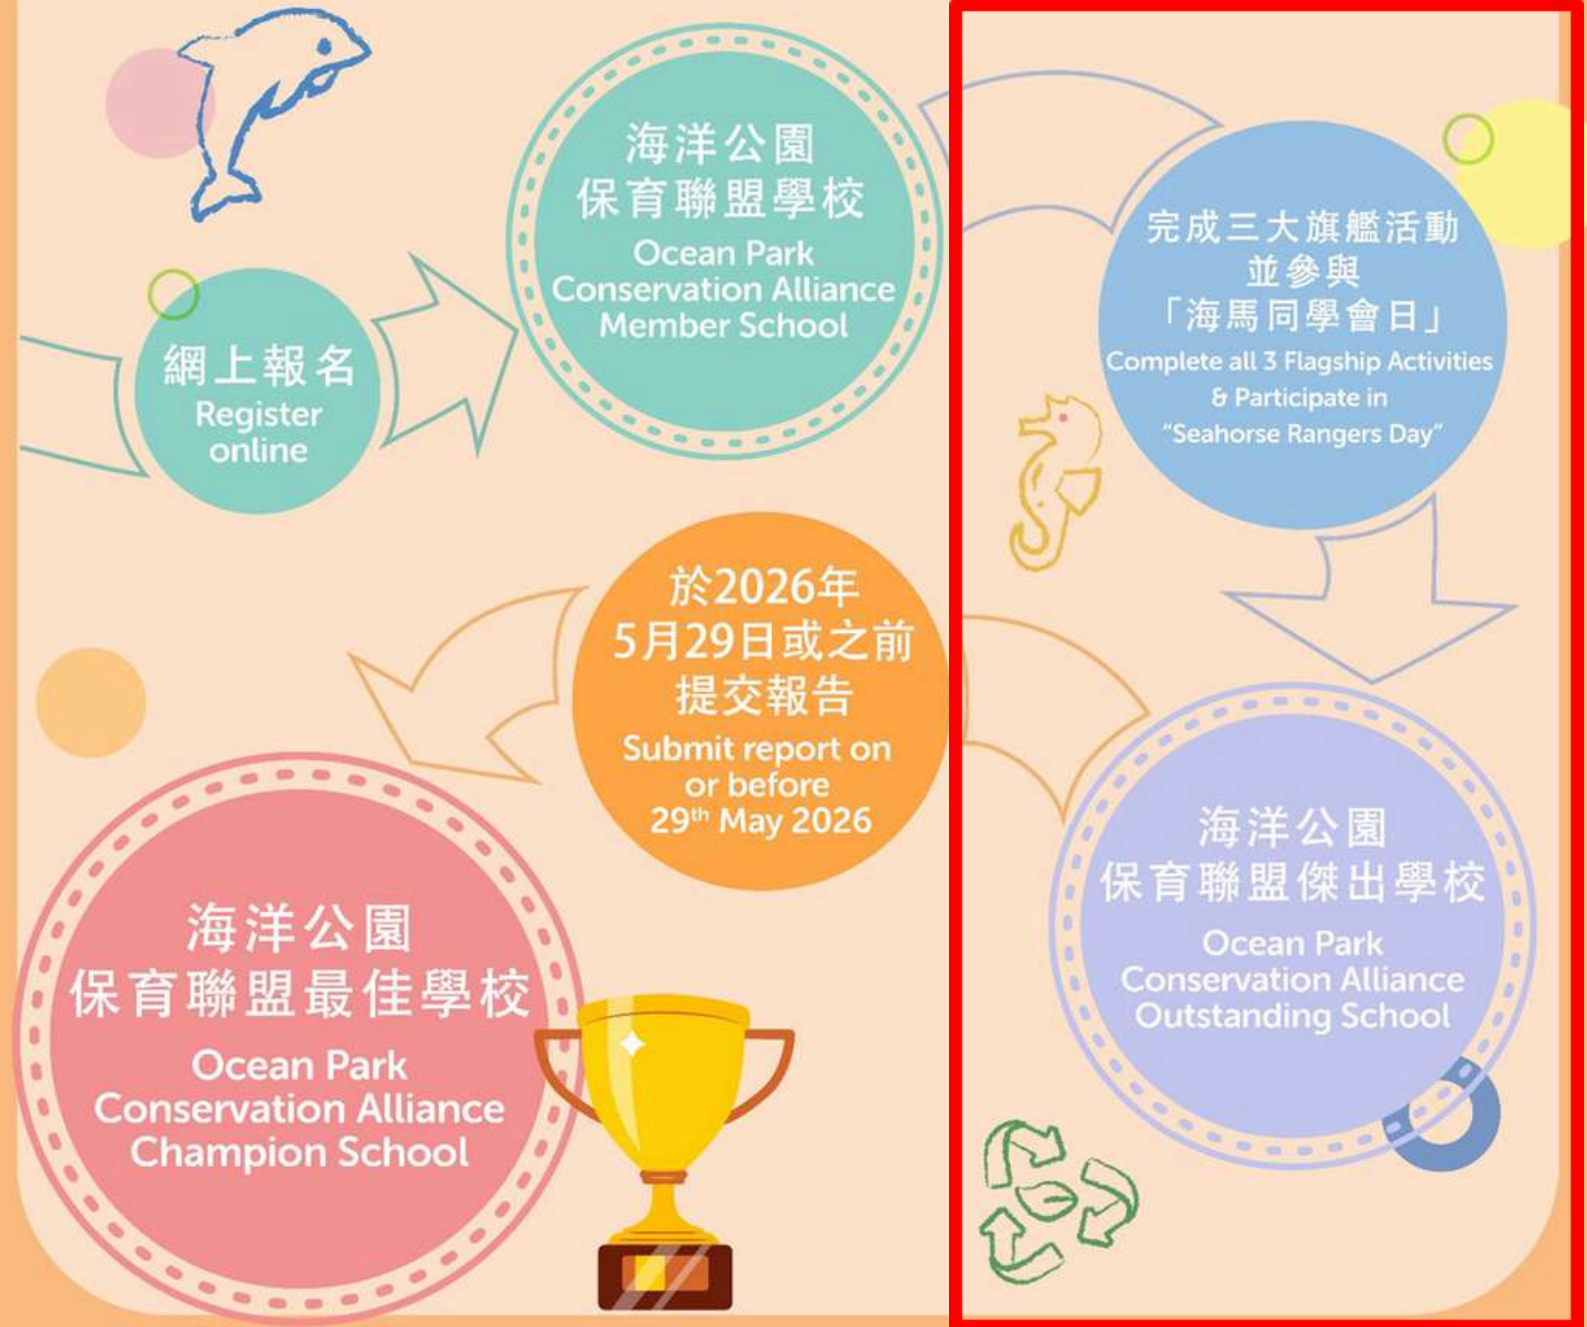 網上報名
Register
online
海洋公園
保育聯盟學校
Ocean Park
Conservation Alliance
Member School
完成三大旗艦活動
並參與
「海馬同學會日」
Complete all 3 Flagship Activities
& Participate in
“Seahorse Rangers Day”
海洋公園
保育聯盟傑出學校
Ocean Park
Conservation Alliance
Outstanding School
於2026年
5月29日或之前
提交報告
Submit report on
or before
29th May 2026
海洋公園
保育聯盟最佳學校
Ocean Park
Conservation Alliance
Champion School